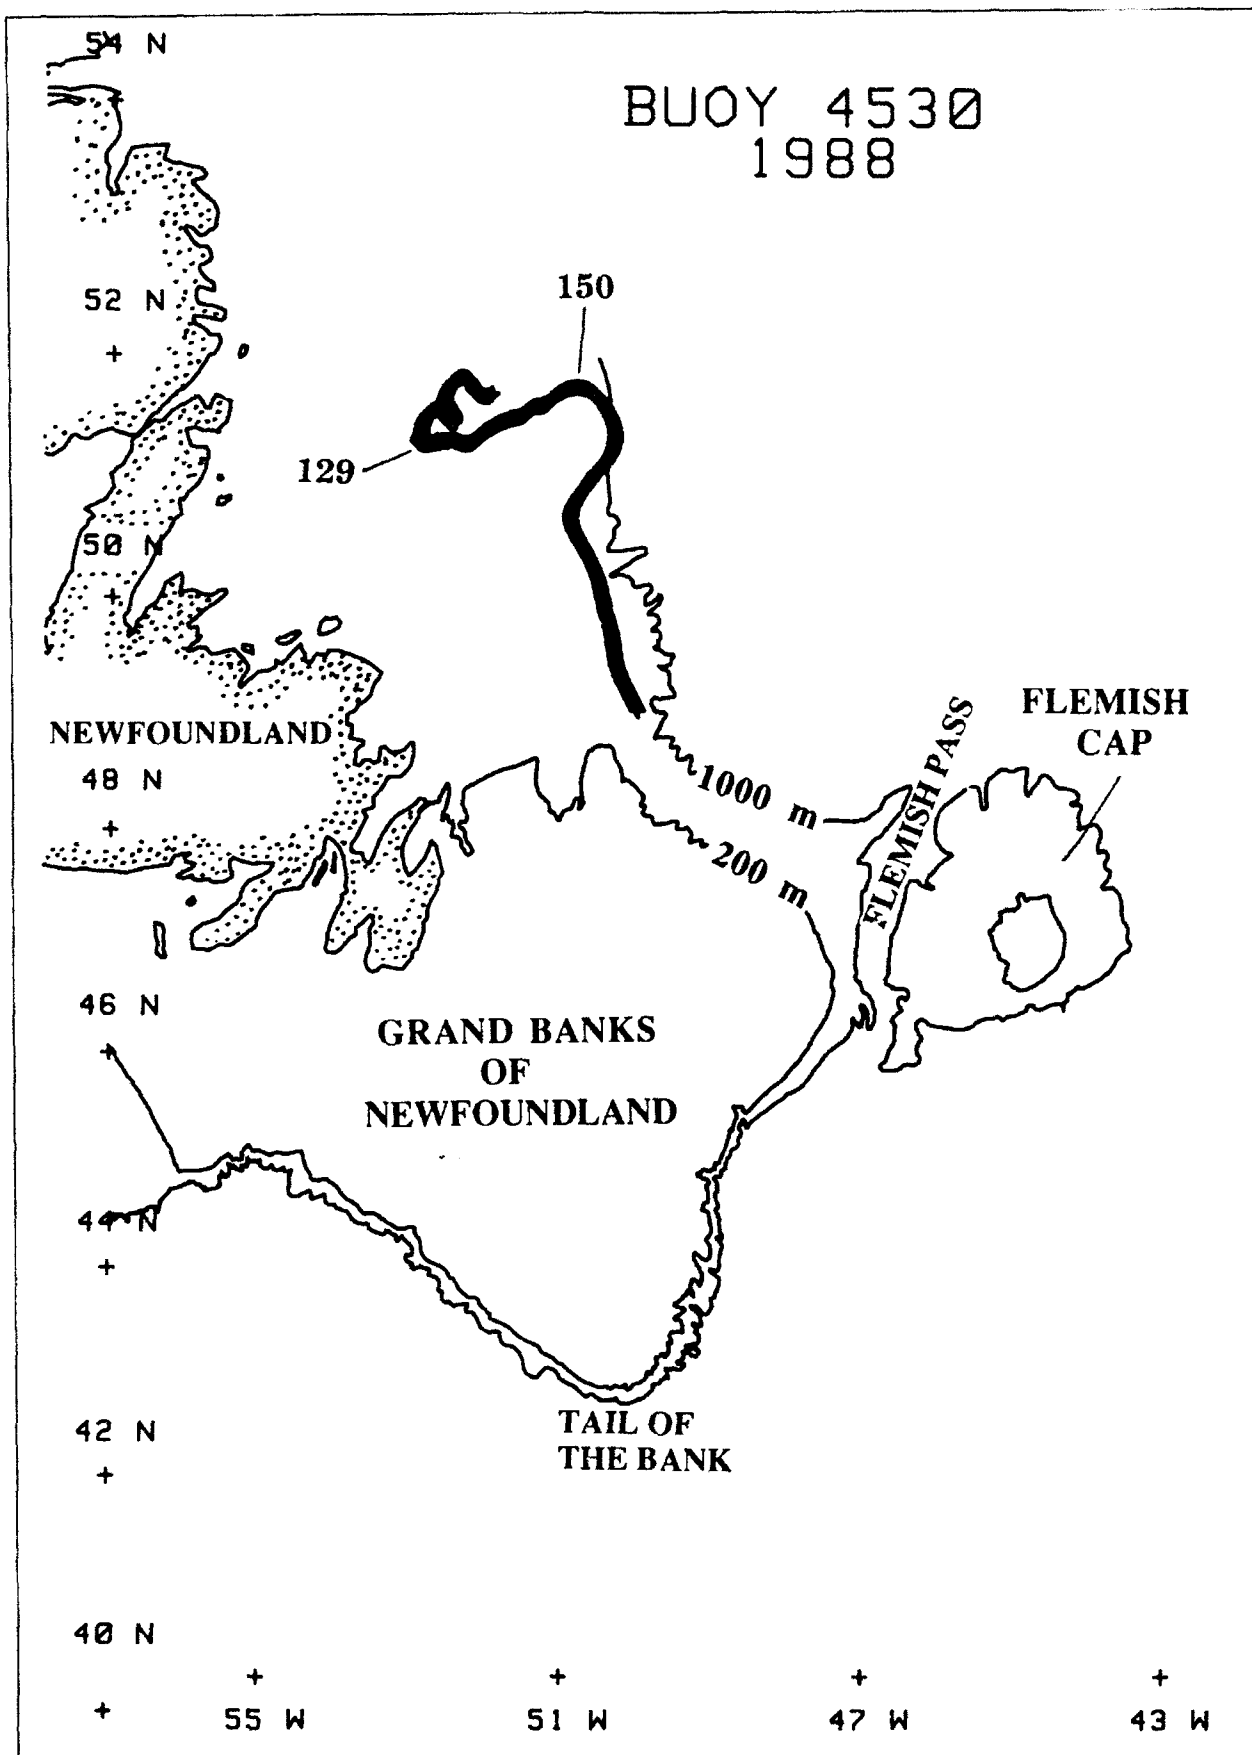 54 N
BUOY 4530
1988
150
52 N
129
50 N
NEWFOUNDLAND
FLEMISH
CAP
FLEMISH PASS
48 N
1000 m
200 m
46 N
GRAND BANKS
OF
NEWFOUNDLAND
44 N
TAIL OF
THE BANK
42 N
40 N
55 W
51 W
47 W
43 W